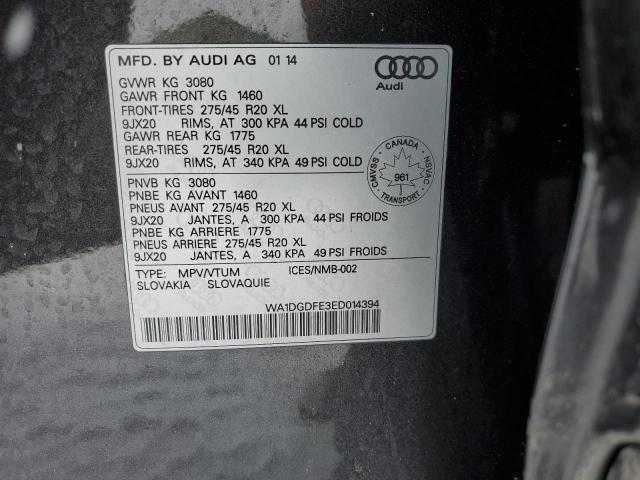 MFD. BY AUDI AG 01 14
Audi
GVWR KG 3080
GAWR FRONT KG 1460
FRONT-TIRES 275/45 R20 XL
9JX20 RIMS, AT 300 KPA 44 PSI COLD
GAWR REAR KG 1775
REAR-TIRES 275/45 R20 XL
9JX20 RIMS, AT 340 KPA 49 PSI COLD
CANADA
CMVSS NSVAC
961
TRANSPORT
PNVB KG 3080
PNBE KG AVANT 1460
PNEUS AVANT 275/45 R20 XL
9JX20 JANTES, A 300 KPA 44 PSI FROIDS
PNBE KG ARRIERE 1775
PNEUS ARRIERE 275/45 R20 XL
9JX20 JANTES, A 340 KPA 49 PSI FROIDS
TYPE: MPV/VTUM ICES/NMB-002
SLOVAKIA SLOVAQUIE
WA1DGDFE3ED014394